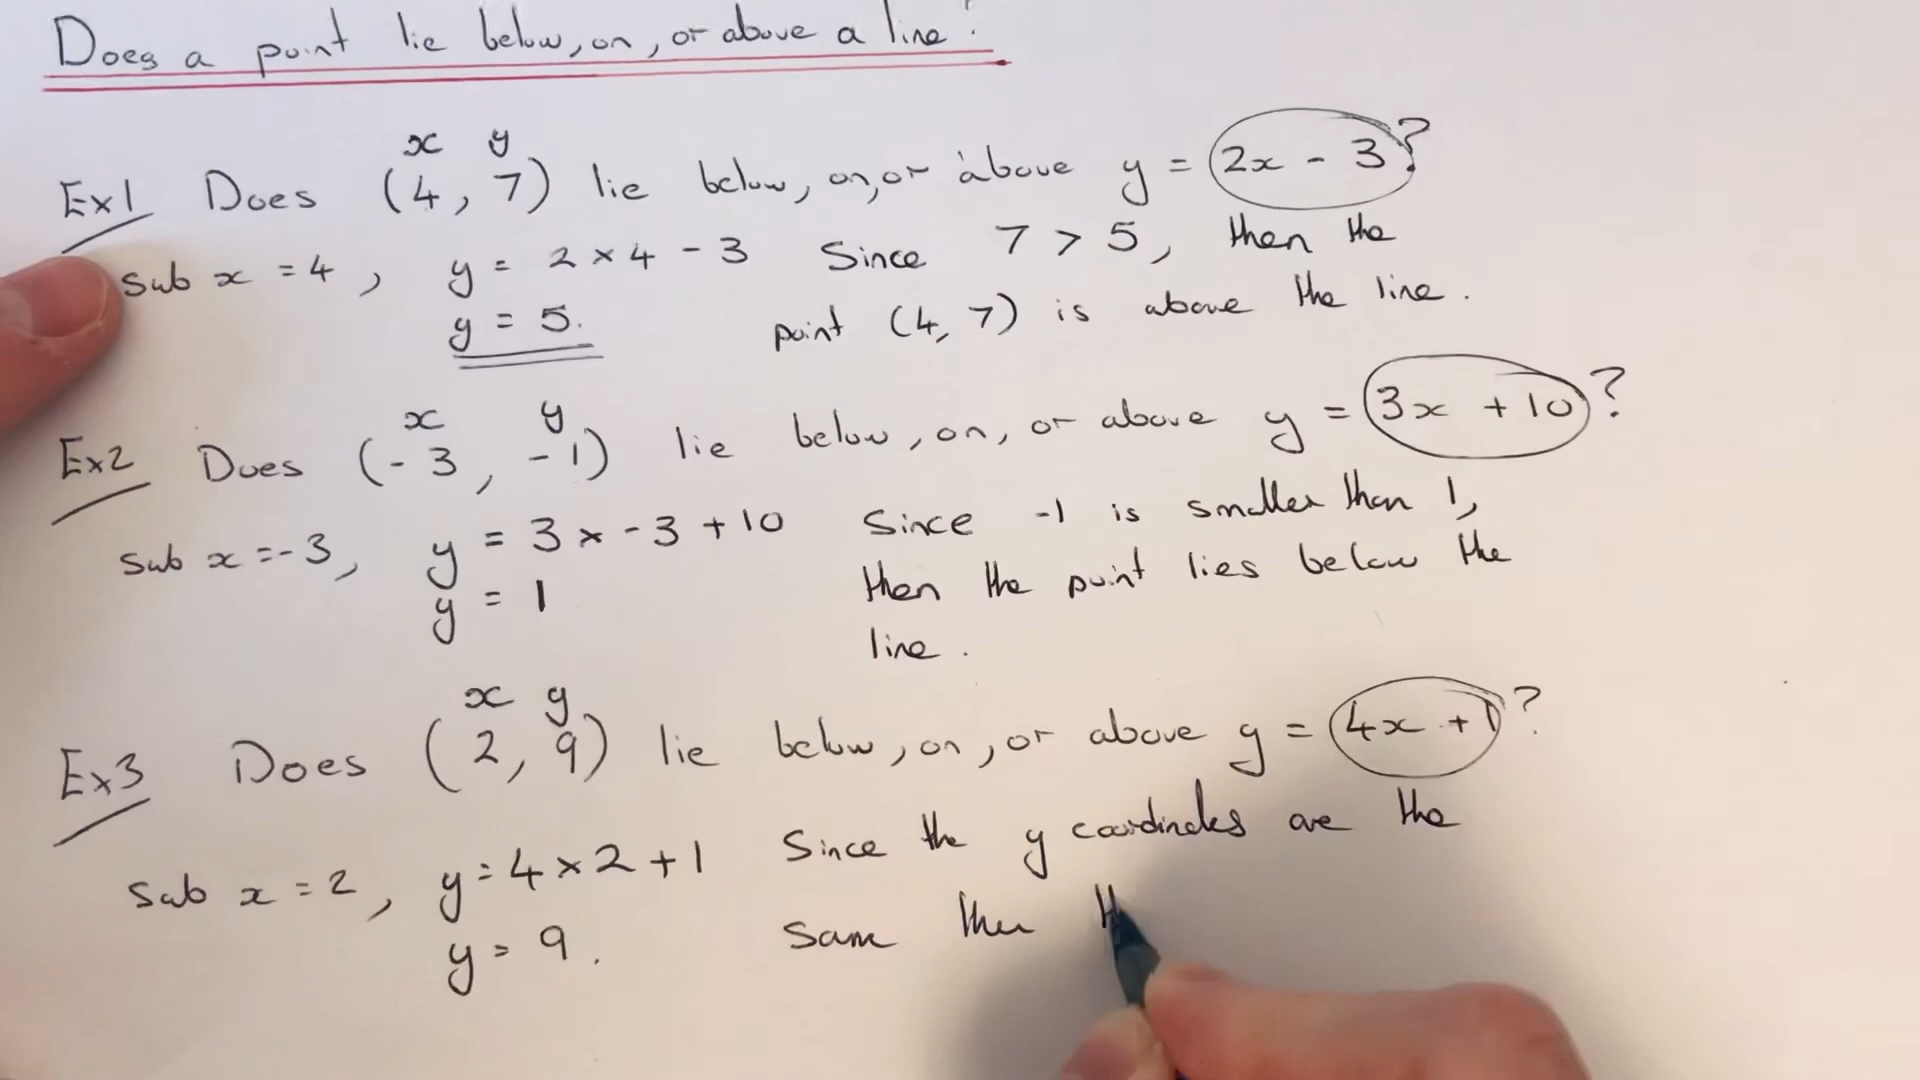 Does a point lie below, on, or above a line?
x y
Ex1 Does (4, 7) lie below, on, or above y = 2x - 3?
sub x = 4, y = 2 × 4 - 3 Since 7 > 5, then the
y = 5. point (4, 7) is above the line.
x y
Ex2 Does (-3, -1) lie below, on, or above y = 3x + 10?
sub x = -3, y = 3 × -3 + 10 Since -1 is smaller than 1,
y = 1 then the point lies below the
line.
x y
Ex3 Does (2, 9) lie below, on, or above y = 4x + 1?
Sub x = 2, y = 4 × 2 + 1 Since the y coordinates are the
y = 9. same then